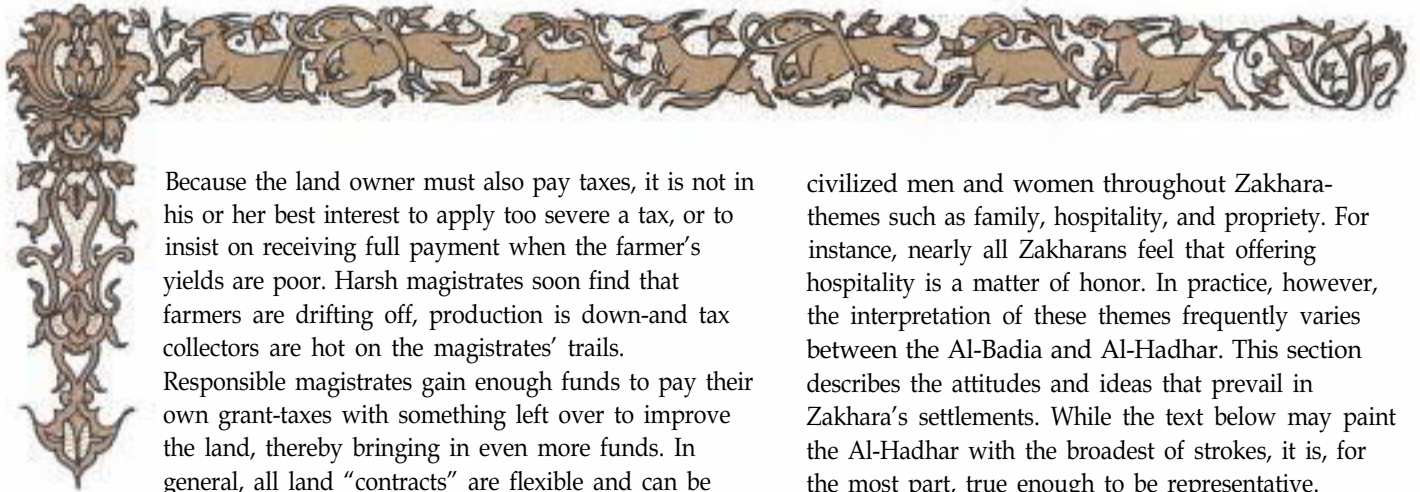 Because the land owner must also pay taxes, it is not in
his or her best interest to apply too severe a tax, or to
insist on receiving full payment when the farmer's
yields are poor. Harsh magistrates soon find that
farmers are drifting off, production is down-and tax
collectors are hot on the magistrates' trails.
Responsible magistrates gain enough funds to pay their
own grant-taxes with something left over to improve
the land, thereby bringing in even more funds. In
general, all land “contracts” are flexible and can be
civilized men and women throughout Zakhara-
themes such as family, hospitality, and propriety. For
instance, nearly all Zakharans feel that offering
hospitality is a matter of honor. In practice, however,
the interpretation of these themes frequently varies
between the Al-Badia and Al-Hadhar. This section
describes the attitudes and ideas that prevail in
Zakhara's settlements. While the text below may paint
the Al-Hadhar with the broadest of strokes, it is, for
the most part, true enough to be representative.